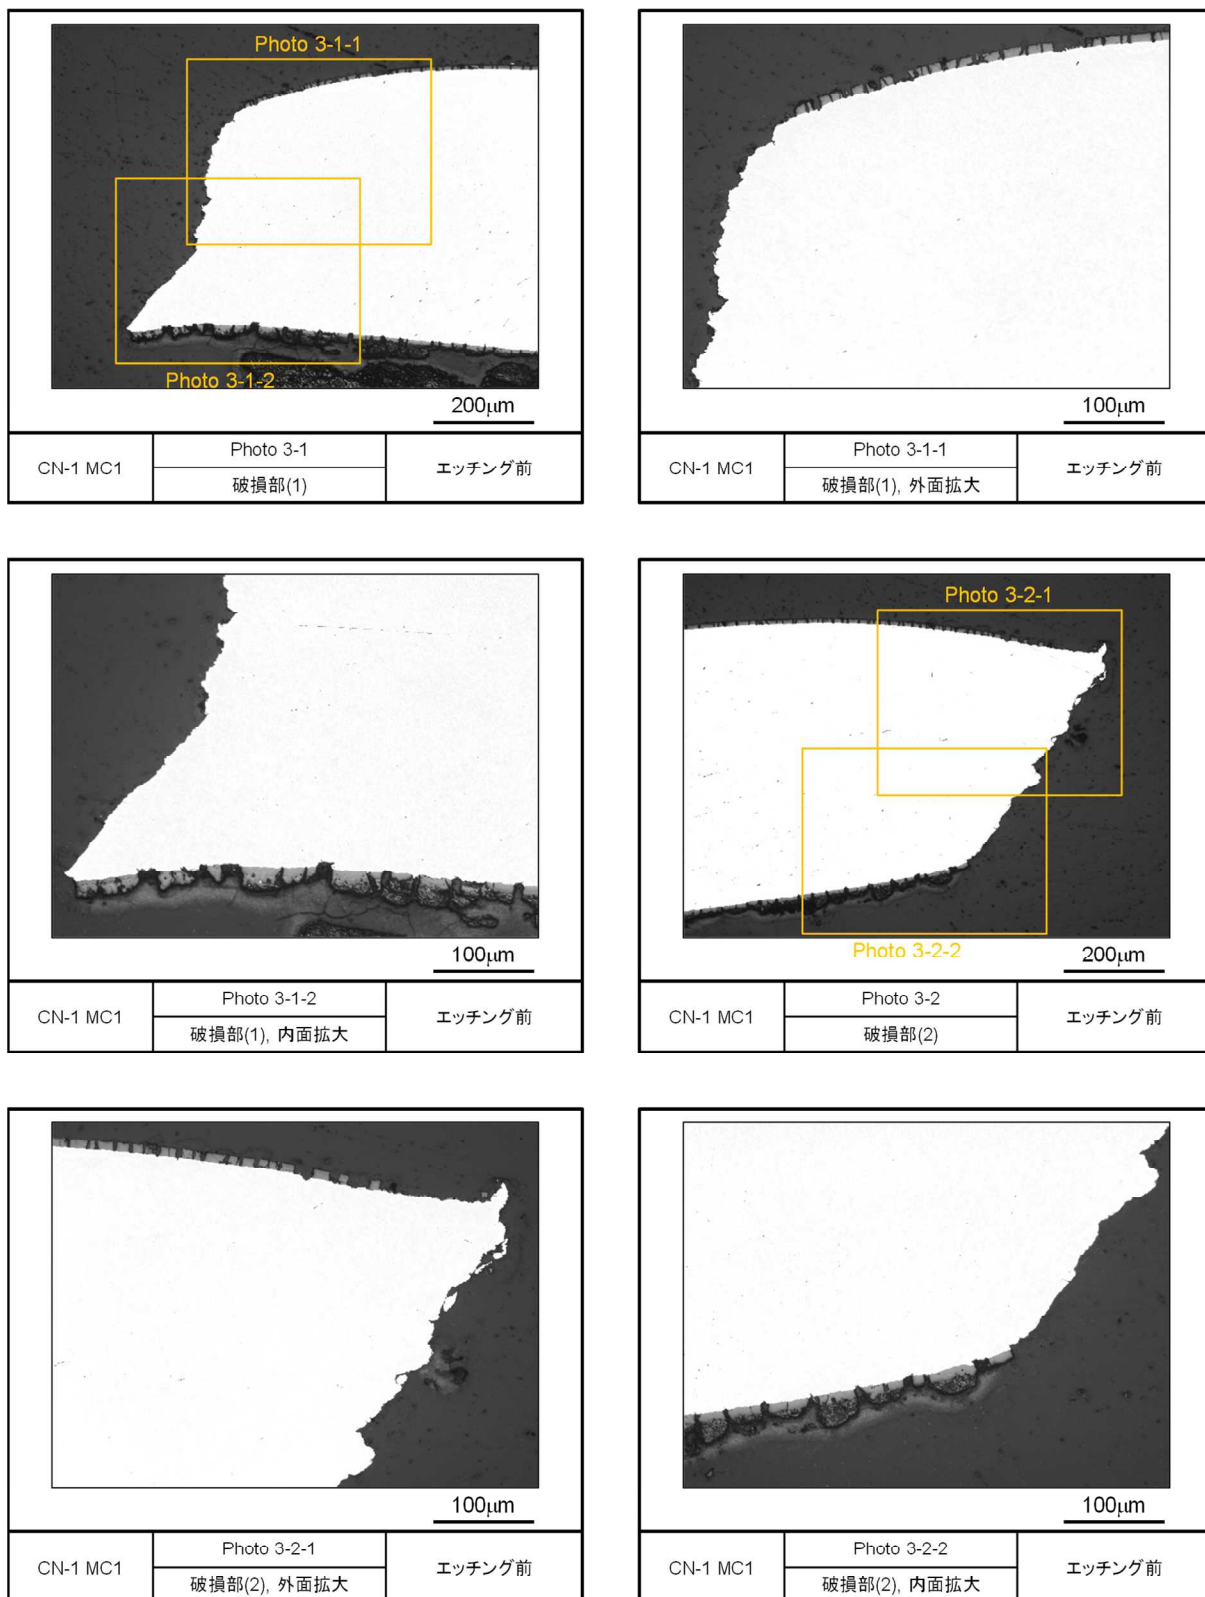 Photo 3-1-1
Photo 3-1-2
200μm
CN-1 MC1
Photo 3-1
破損部(1)
エッチング前
100μm
CN-1 MC1
Photo 3-1-1
破損部(1), 外面拡大
エッチング前
100μm
CN-1 MC1
Photo 3-1-2
破損部(1), 内面拡大
エッチング前
Photo 3-2-1
Photo 3-2-2
200μm
CN-1 MC1
Photo 3-2
破損部(2)
エッチング前
100μm
CN-1 MC1
Photo 3-2-1
破損部(2), 外面拡大
エッチング前
100μm
CN-1 MC1
Photo 3-2-2
破損部(2), 内面拡大
エッチング前